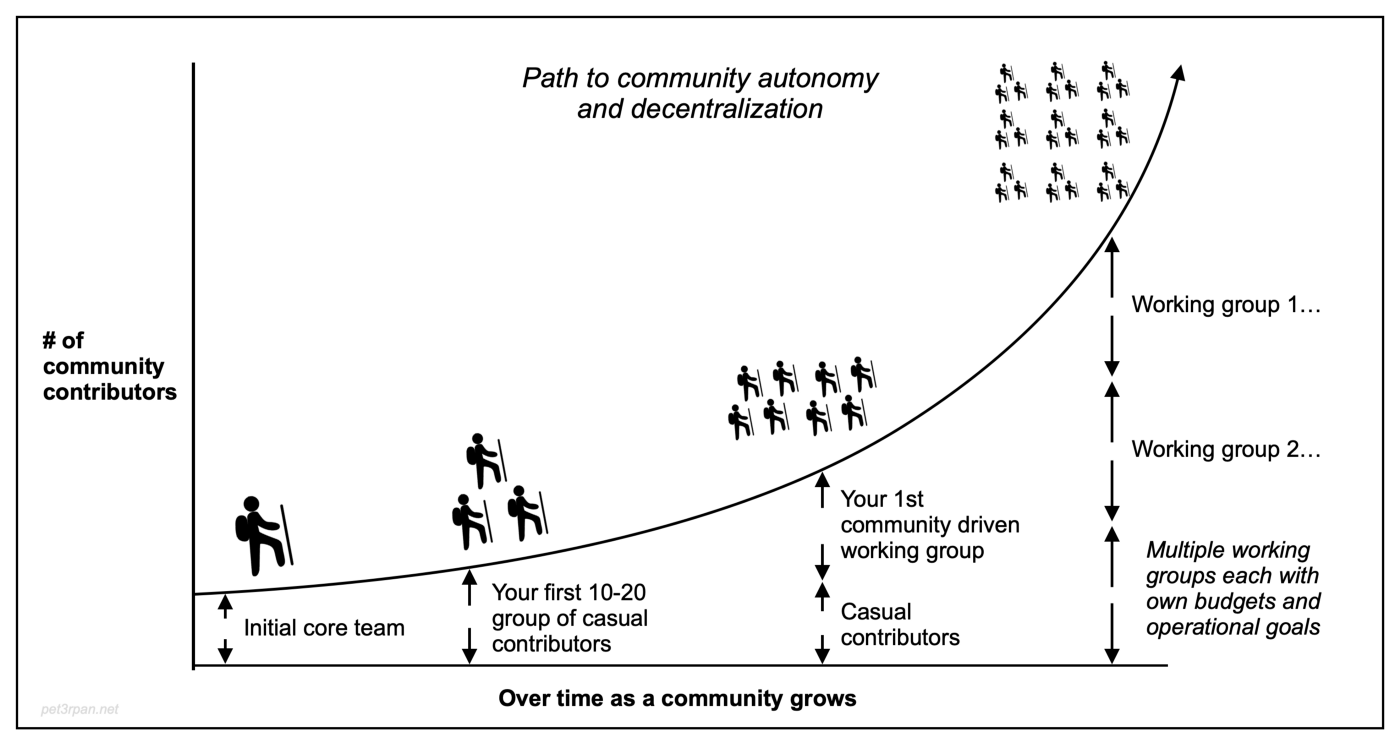 Path to community autonomy
and decentralization
# of
community
contributors
Working group 1…
Working group 2…
Your 1st
community driven
working group
Multiple working
groups each with
own budgets and
operational goals
Your first 10-20
group of casual
contributors
Casual
contributors
Initial core team
Over time as a community grows
pet3rpan.net